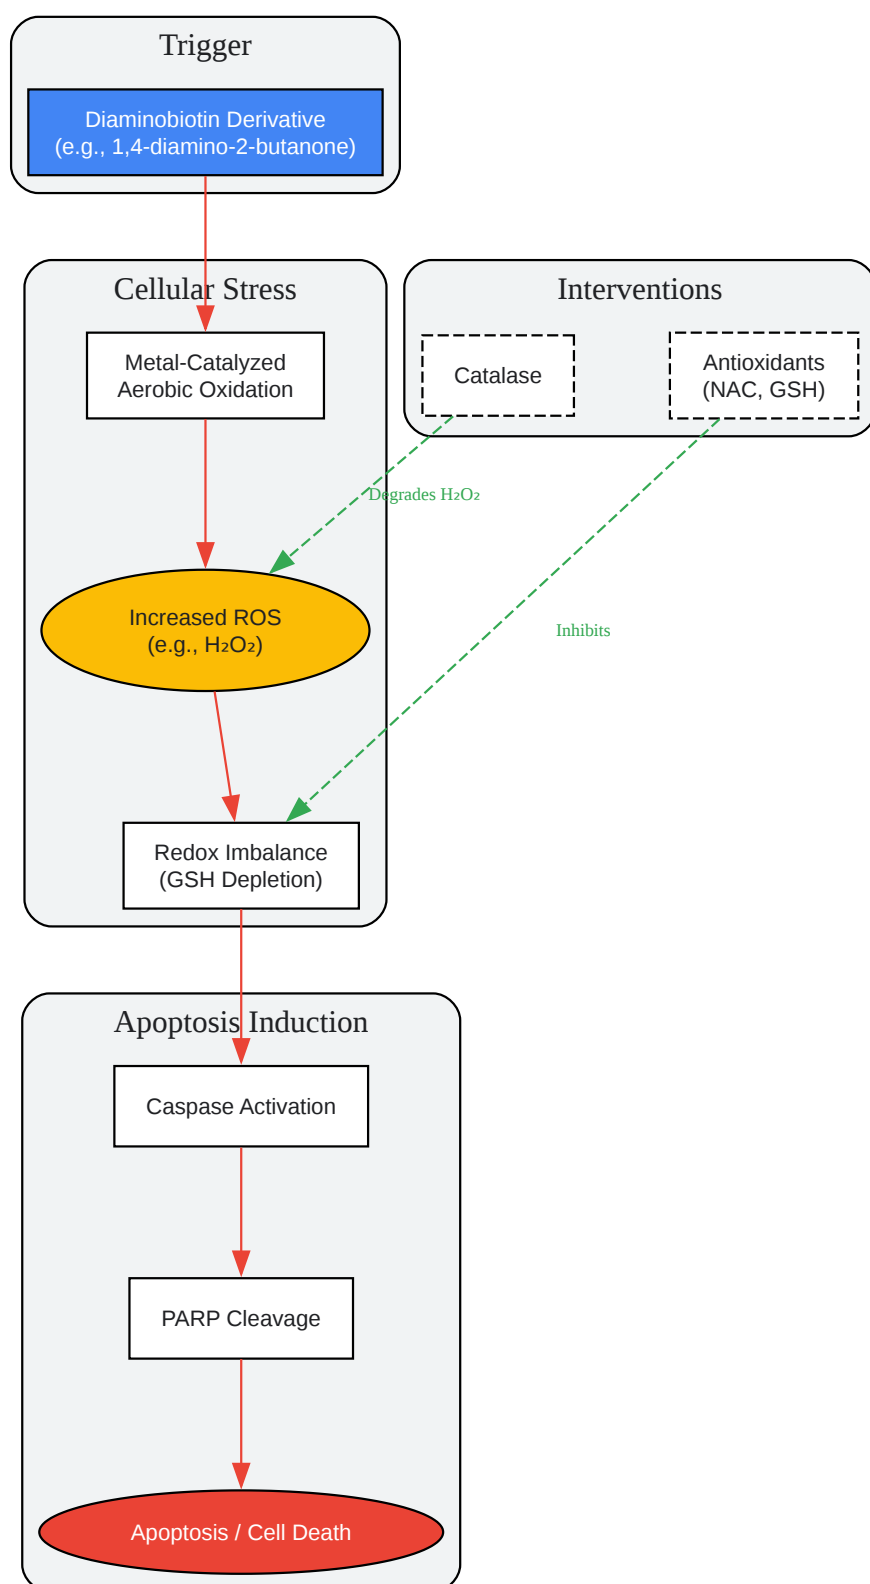 Trigger
Diaminobiotin Derivative
(e.g., 1,4-diamino-2-butanone)
Cellular Stress
Interventions
Metal-Catalyzed
Aerobic Oxidation
Catalase
Antioxidants
(NAC, GSH)
Degrades H₂O₂
Increased ROS
(e.g., H₂O₂)
Inhibits
Redox Imbalance
(GSH Depletion)
Apoptosis Induction
Caspase Activation
PARP Cleavage
Apoptosis / Cell Death